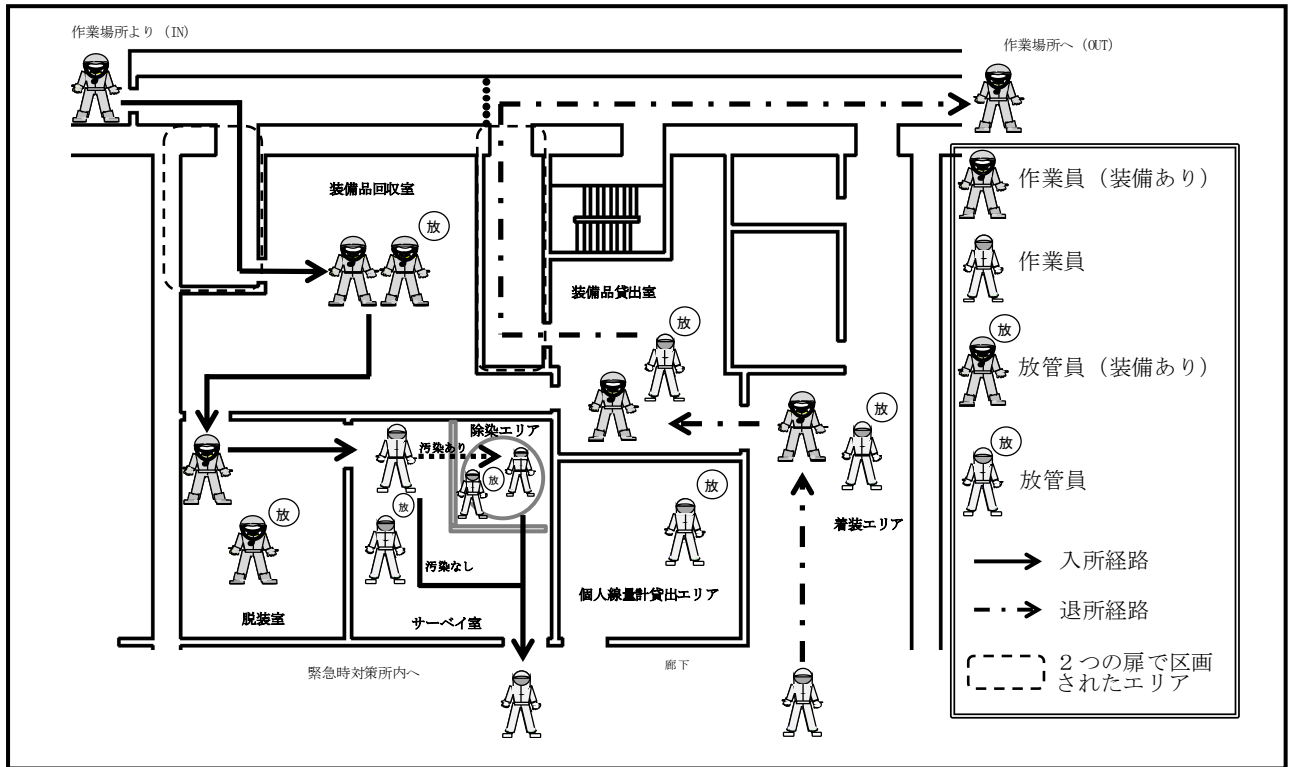 作業場所より（IN）
作業場所へ（OUT）
装備品回収室
放
装備品貸出室
放
放
除染エリア
汚染あり
放
放
放
放
着装エリア
汚染なし
個人線量計貸出エリア
脱装室
サーベイ室
緊急時対策所内へ
廊下
作業員（装備あり）
作業員
放
放管員（装備あり）
放
放管員
入所経路
退所経路
２つの扉で区画
されたエリア